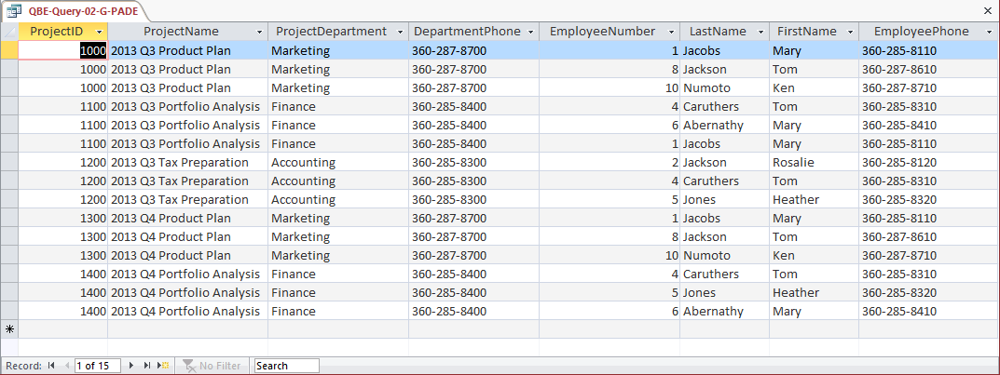 QBE-Query-02-G-PADE
ProjectID ProjectName ProjectDepartment DepartmentPhone EmployeeNumber LastName FirstName EmployeePhone
1000 2013 Q3 Product Plan Marketing 360-287-8700 1 Jacobs Mary 360-285-8110
1000 2013 Q3 Product Plan Marketing 360-287-8700 8 Jackson Tom 360-287-8610
1000 2013 Q3 Product Plan Marketing 360-287-8700 10 Numoto Ken 360-287-8710
1100 2013 Q3 Portfolio Analysis Finance 360-285-8400 4 Caruthers Tom 360-285-8310
1100 2013 Q3 Portfolio Analysis Finance 360-285-8400 6 Abernathy Mary 360-285-8410
1100 2013 Q3 Portfolio Analysis Finance 360-285-8400 1 Jacobs Mary 360-285-8110
1200 2013 Q3 Tax Preparation Accounting 360-285-8300 2 Jackson Rosalie 360-285-8120
1200 2013 Q3 Tax Preparation Accounting 360-285-8300 4 Caruthers Tom 360-285-8310
1200 2013 Q3 Tax Preparation Accounting 360-285-8300 5 Jones Heather 360-285-8320
1300 2013 Q4 Product Plan Marketing 360-287-8700 1 Jacobs Mary 360-285-8110
1300 2013 Q4 Product Plan Marketing 360-287-8700 8 Jackson Tom 360-287-8610
1300 2013 Q4 Product Plan Marketing 360-287-8700 10 Numoto Ken 360-287-8710
1400 2013 Q4 Portfolio Analysis Finance 360-285-8400 4 Caruthers Tom 360-285-8310
1400 2013 Q4 Portfolio Analysis Finance 360-285-8400 5 Jones Heather 360-285-8320
1400 2013 Q4 Portfolio Analysis Finance 360-285-8400 6 Abernathy Mary 360-285-8410
Record: 1 of 15 No Filter Search